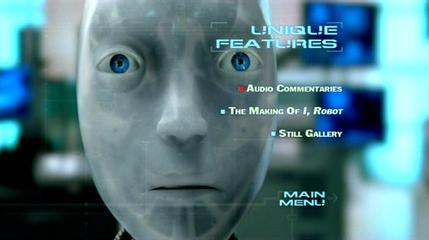 UNIQUE
FEATURES
AUDIO COMMENTARIES
THE MAKING OF I, ROBOT
STILL GALLERY
MAIN
MENU